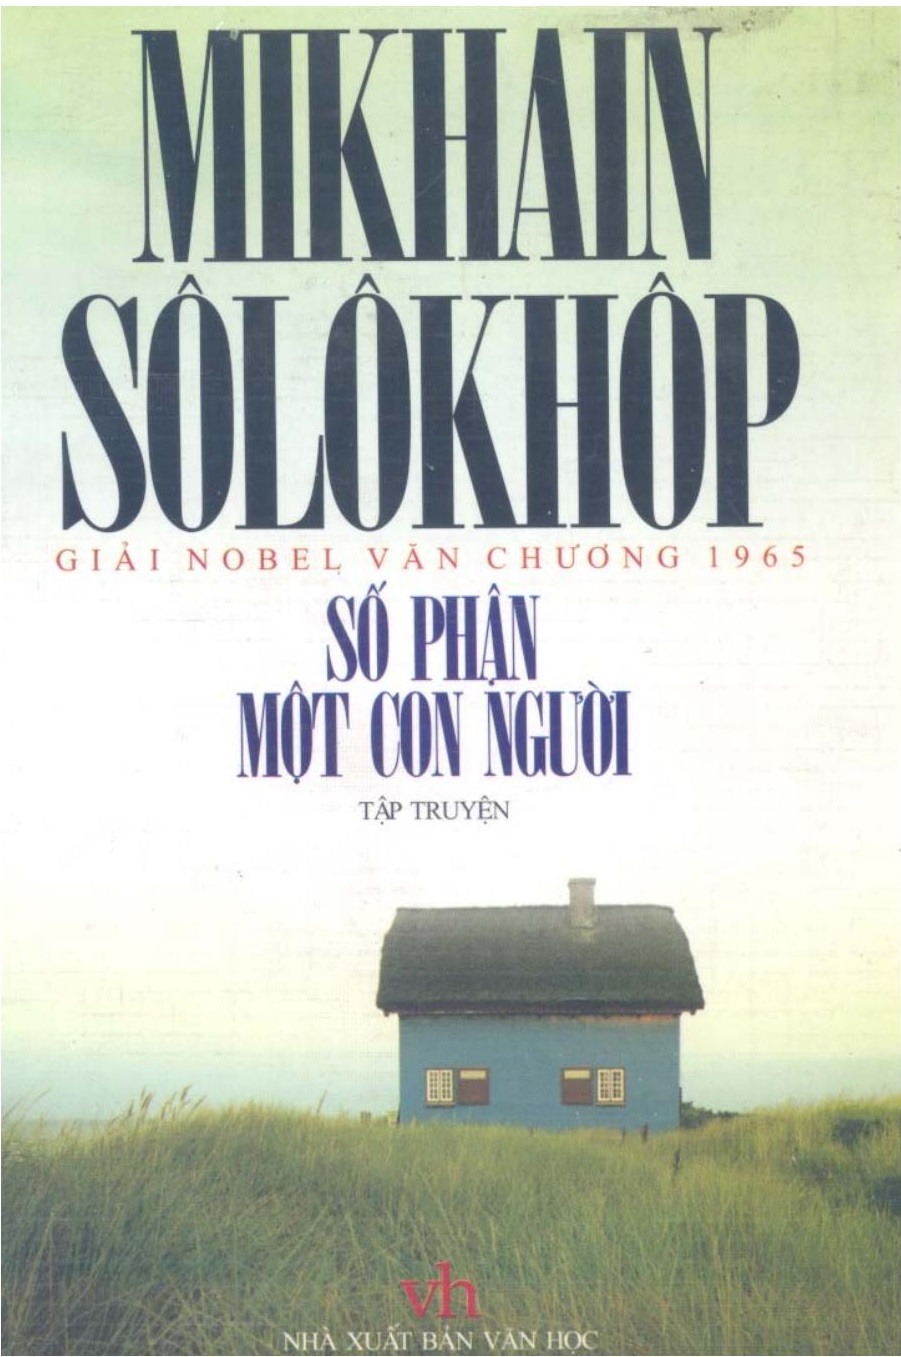 MIKHAIN
SÔLÔKHÔP
GIẢI NOBEL VĂN CHƯƠNG 1965
SỐ PHẬN
MỘT CON NGƯỜI
TẬP TRUYỆN
vh
NHÀ XUẤT BẢN VĂN HỌC